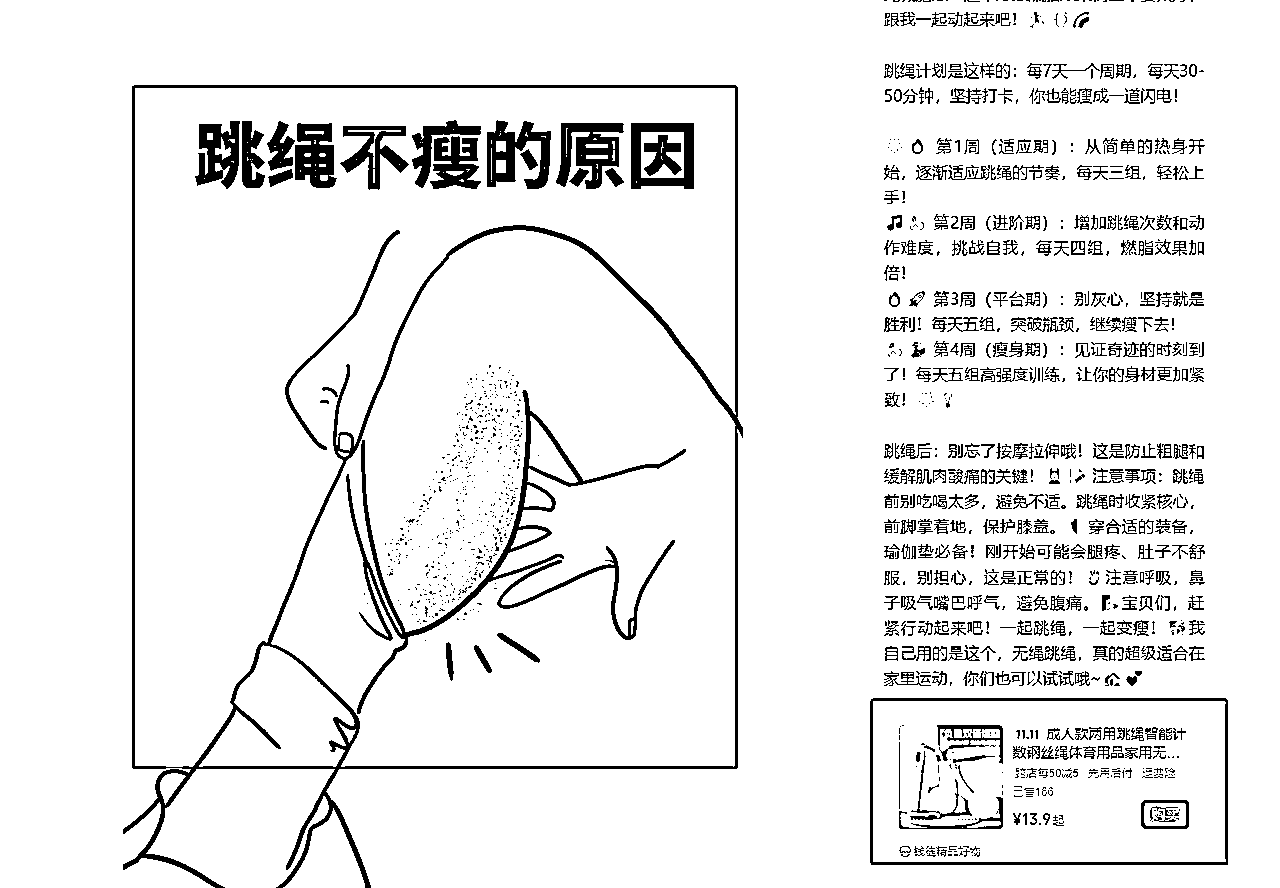 跳绳不瘦的原因
跟我一起动起来吧！
跳绳计划是这样的：每7天一个周期，每天30-
50分钟，坚持打卡，你也能瘦成一道闪电！
第1周（适应期）：从简单的热身开
始，逐渐适应跳绳的节奏，每天三组，轻松上
手！
第2周（进阶期）：增加跳绳次数和动
作难度，挑战自我，每天四组，燃脂效果加
倍！
第3周（平台期）：别灰心，坚持就是
胜利！每天五组，突破瓶颈，继续瘦下去！
第4周（瘦身期）：见证奇迹的时刻到
了！每天五组高强度训练，让你的身材更加紧
致！
跳绳后：别忘了按摩拉伸哦！这是防止粗腿和
缓解肌肉酸痛的关键！注意事项：跳绳
前别吃喝太多，避免不适。跳绳时收紧核心，
前脚掌着地，保护膝盖。穿合适的装备，
瑜伽垫必备！刚开始可能会腿疼、肚子不舒
服，别担心，这是正常的！注意呼吸，鼻
子吸气嘴巴呼气，避免腹痛。宝贝们，赶
紧行动起来吧！一起跳绳，一起变瘦！我
自己用的是这个，无绳跳绳，真的超级适合在
家里运动，你们也可以试试哦~
11.11 成人款两用跳绳智能计
数钢丝绳体育用品家用无...
跨店每50减5 先用后付 退货险
已售166
¥13.9起
购买
精品好物